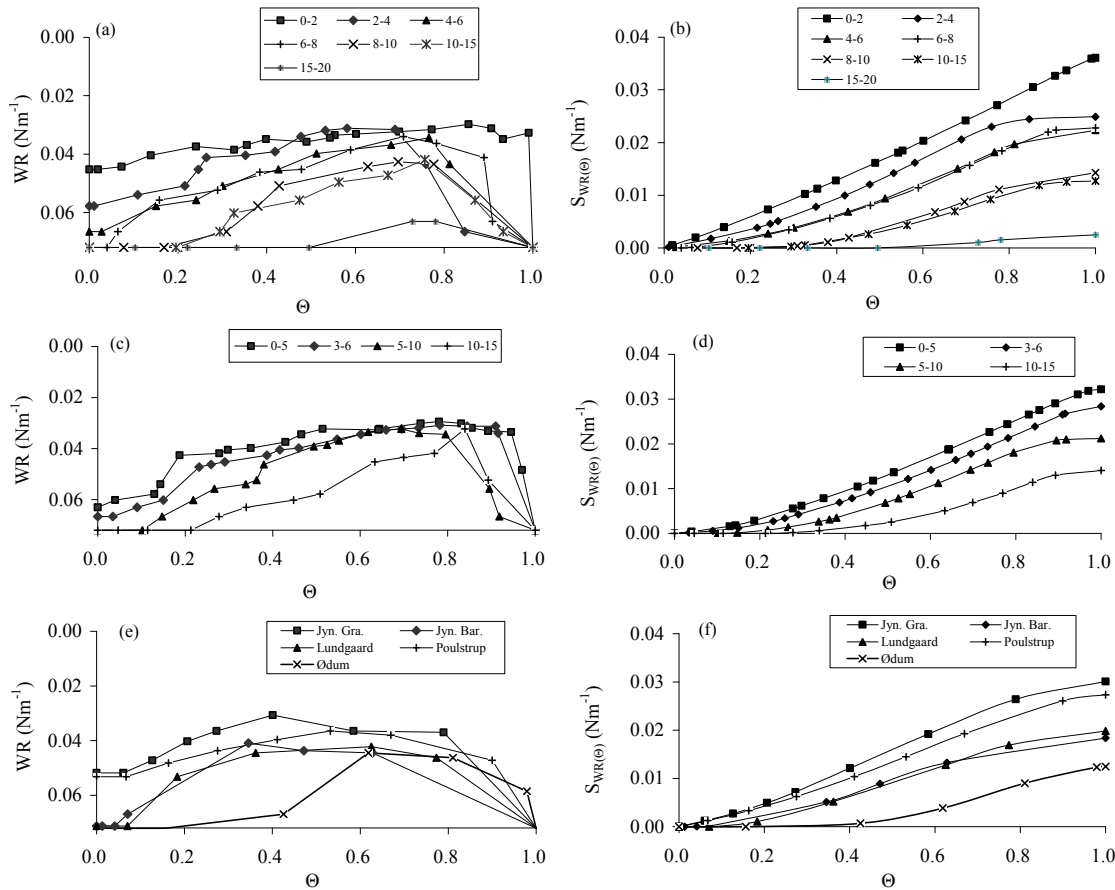 (a)
0-2 2-4 4-6
6-8 8-10 10-15
15-20
0.00
0.02
0.04
0.06
WR (Nm-1)
0.0 0.2 0.4 0.6 0.8 1.0
Θ
(b)
0-2 2-4
4-6 6-8
8-10 10-15
15-20
0.04
0.03
0.02
0.01
0.00
SWR(Θ) (Nm-1)
0.0 0.2 0.4 0.6 0.8 1.0
Θ
(c)
0-5 3-6 5-10 10-15
0.00
0.02
0.04
0.06
WR (Nm-1)
0.0 0.2 0.4 0.6 0.8 1.0
Θ
(d)
0-5 3-6
5-10 10-15
0.04
0.03
0.02
0.01
0.00
SWR(Θ) (Nm-1)
0.0 0.2 0.4 0.6 0.8 1.0
Θ
(e)
Jyn. Gra. Jyn. Bar.
Lundgaard Poulstrup
Ødum
0.00
0.02
0.04
0.06
WR (Nm-1)
0.0 0.2 0.4 0.6 0.8 1.0
Θ
(f)
Jyn. Gra. Jyn. Bar.
Lundgaard Poulstrup
Ødum
0.04
0.03
0.02
0.01
0.00
SWR(Θ) (Nm-1)
0.0 0.2 0.4 0.6 0.8 1.0
Θ